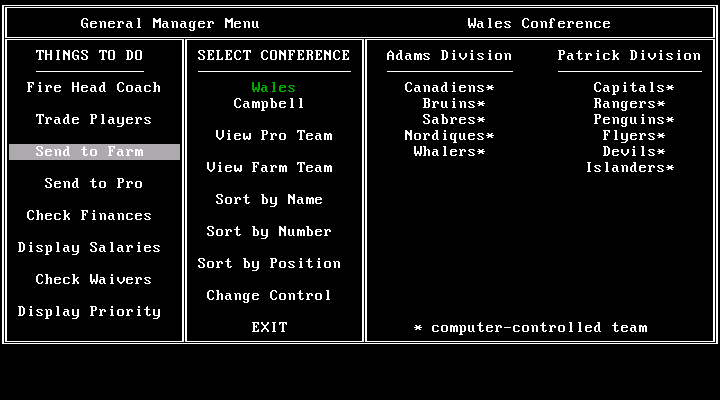 General Manager Menu
Wales Conference
THINGS TO DO
Fire Head Coach
Trade Players
Send to Farm
Send to Pro
Check Finances
Display Salaries
Check Waivers
Display Priority
SELECT CONFERENCE
Wales
Campbell
View Pro Team
View Farm Team
Sort by Name
Sort by Number
Sort by Position
Change Control
EXIT
Adams Division
Canadiens*
Bruins*
Sabres*
Nordiques*
Whalers*
Patrick Division
Capitals*
Rangers*
Penguins*
Flyers*
Devils*
Islanders*
* computer-controlled team